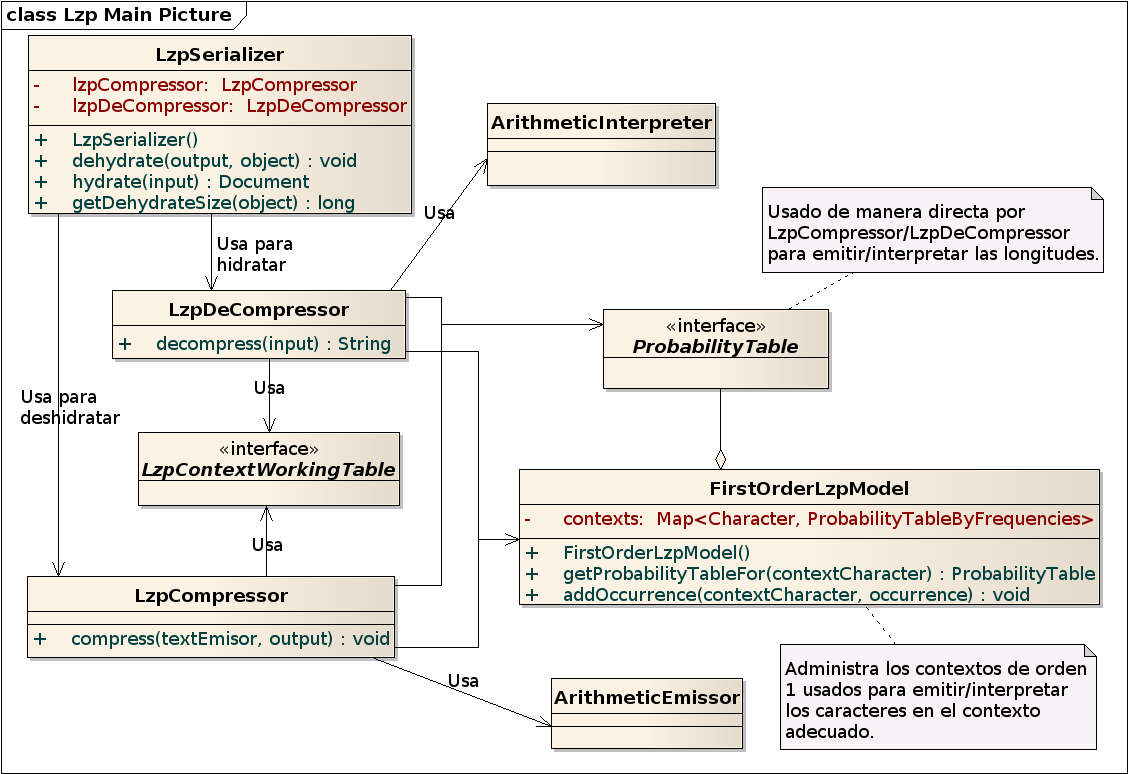 class Lzp Main Picture
LzpSerializer
- lzpCompressor: LzpCompressor
- lzpDeCompressor: LzpDeCompressor
+ LzpSerializer()
+ dehydrate(output, object) : void
+ hydrate(input) : Document
+ getDehydrateSize(object) : long
ArithmeticInterpreter
Usa
Usado de manera directa por
LzpCompressor/LzpDeCompressor
para emitir/interpretar las longitudes.
Usa para
hidratar
LzpDeCompressor
+ decompress(input) : String
«interface»
ProbabilityTable
Usa
Usa para
deshidratar
«interface»
LzpContextWorkingTable
FirstOrderLzpModel
- contexts: Map<Character, ProbabilityTableByFrequencies>
+ FirstOrderLzpModel()
+ getProbabilityTableFor(contextCharacter) : ProbabilityTable
+ addOccurrence(contextCharacter, occurrence) : void
Usa
LzpCompressor
+ compress(textEmisor, output) : void
Usa
ArithmeticEmissor
Administra los contextos de orden
1 usados para emitir/interpretar
los caracteres en el contexto
adecuado.